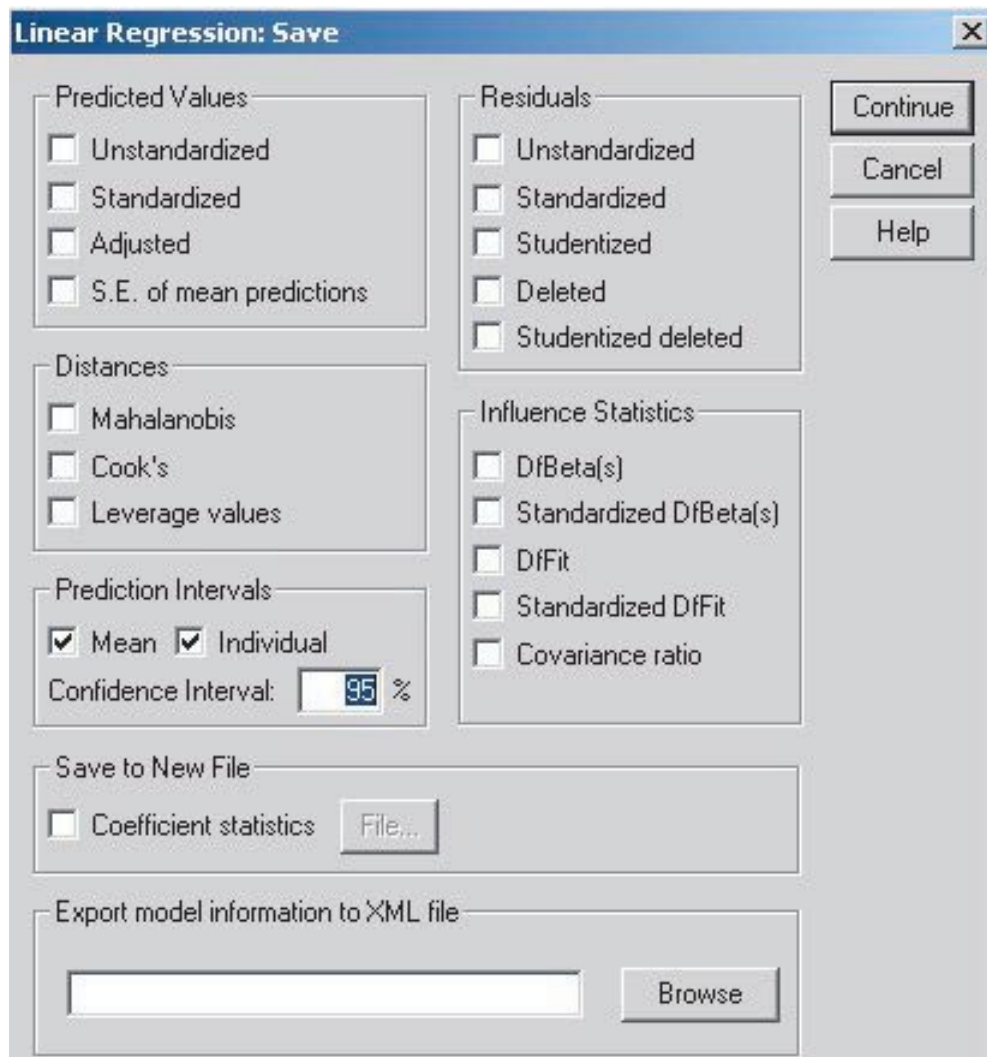 Linear Regression: Save
Predicted Values
Unstandardized
Standardized
Adjusted
S.E. of mean predictions
Distances
Mahalanobis
Cook's
Leverage values
Prediction Intervals
Mean Individual
Confidence Interval: 95 %
Residuals
Unstandardized
Standardized
Studentized
Deleted
Studentized deleted
Influence Statistics
DfBeta(s)
Standardized DfBeta(s)
DfFit
Standardized DfFit
Covariance ratio
Continue
Cancel
Help
Save to New File
Coefficient statistics File...
Export model information to XML file
Browse